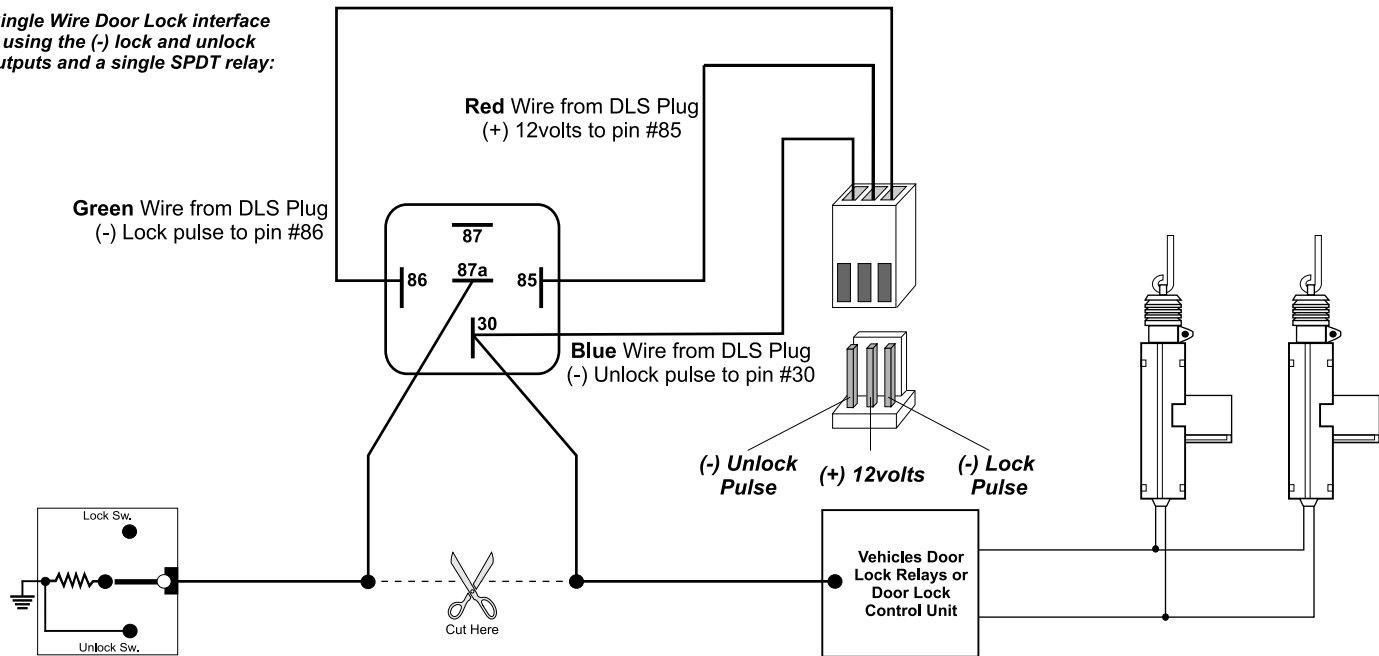 ingle Wire Door Lock interface
using the (-) lock and unlock
utputs and a single SPDT relay:
Red Wire from DLS Plug
(+) 12volts to pin #85
Green Wire from DLS Plug
(-) Lock pulse to pin #86
87
86
87a
85
30
Blue Wire from DLS Plug
(-) Unlock pulse to pin #30
(-) Unlock
Pulse
(+) 12volts
(-) Lock
Pulse
Lock Sw.
Unlock Sw.
Cut Here
Vehicles Door
Lock Relays or
Door Lock
Control Unit